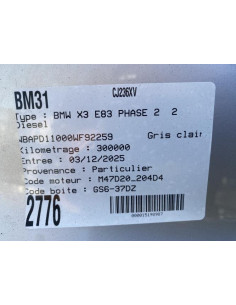 BM31 CJ236XV
Type : BMW X3 E83 PHASE 2 2
Diesel
WBAPD11000WF92259 Gris clair
Kilometrage : 300000
Entree : 03/12/2025
Provenance : Particulier
Code moteur : M47D20_204D4
Code boite : GS6-37DZ
2776